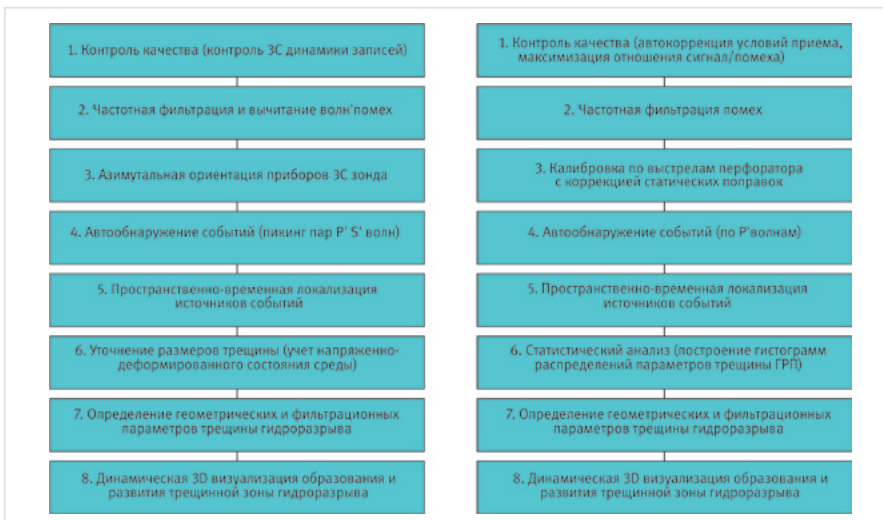 1. Контроль качества (контроль 3С динамики записей)
2. Частотная фильтрация и вычитание волн'помех
3. Азимутальная ориентация приборов 3С зонда
4. Автообнаружение событий (пикинг пар P' S' волн)
5. Пространственно-временная локализация
источников событий
6. Уточнение размеров трещины (учет напряженно-
деформированного состояния среды)
7. Определение геометрических и фильтрационных
параметров трещины гидроразрыва
8. Динамическая 3D визуализация образования и
развития трещинной зоны гидроразрыва
1. Контроль качества (автокоррекция условий приема,
максимизация отношения сигнал/помеха)
2. Частотная фильтрация помех
3. Калибровка по выстрелам перфоратора
с коррекцией статических поправок
4. Автообнаружение событий (по P'волнам)
5. Пространственно-временная локализация
источников событий
6. Статистический анализ (построение гистограмм
распределений параметров трещины ГРП)
7. Определение геометрических и фильтрационных
параметров трещины гидроразрыва
8. Динамическая 3D визуализация образования и
развития трещинной зоны гидроразрыва